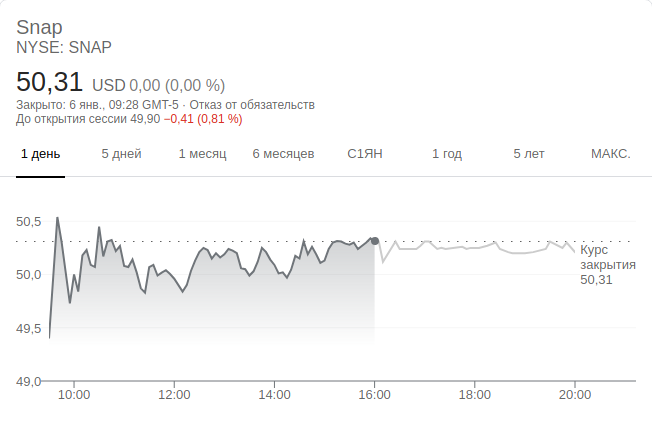 Snap
NYSE: SNAP
50,31 USD 0,00 (0,00 %)
Закрыто: 6 янв., 09:28 GMT-5 · Отказ от обязательств
До открытия сессии 49,90 −0,41 (0,81 %)
1 день 5 дней 1 месяц 6 месяцев С1ЯН 1 год 5 лет МАКС.
50,5
Курс
закрытия
50,31
50,0
49,5
49,0
10:00 12:00 14:00 16:00 18:00 20:00